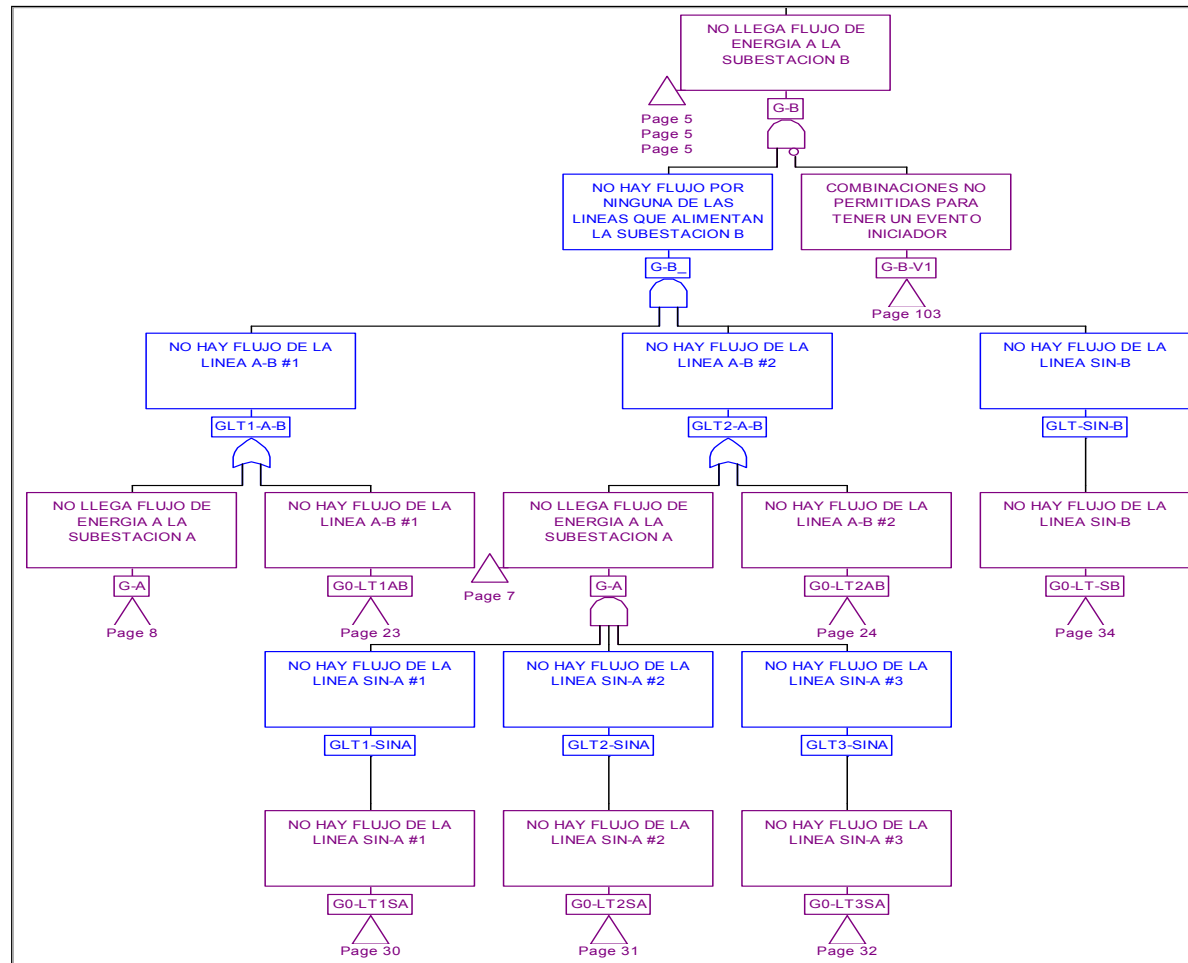 NO LLEGA FLUJO DE
ENERGIA A LA
SUBESTACION B
G-B
Page 5
Page 5
Page 5
NO HAY FLUJO POR
NINGUNA DE LAS
LINEAS QUE ALIMENTAN
LA SUBESTACION B
G-B_
COMBINACIONES NO
PERMITIDAS PARA
TENER UN EVENTO
INICIADOR
G-B-V1
Page 103
NO HAY FLUJO DE LA
LINEA A-B #1
GLT1-A-B
NO HAY FLUJO DE LA
LINEA A-B #2
GLT2-A-B
NO HAY FLUJO DE LA
LINEA SIN-B
GLT-SIN-B
NO LLEGA FLUJO DE
ENERGIA A LA
SUBESTACION A
G-A
Page 8
NO HAY FLUJO DE LA
LINEA A-B #1
G0-LT1AB
Page 23
NO LLEGA FLUJO DE
ENERGIA A LA
SUBESTACION A
G-A
Page 7
NO HAY FLUJO DE LA
LINEA A-B #2
G0-LT2AB
Page 24
NO HAY FLUJO DE LA
LINEA SIN-B
G0-LT-SB
Page 34
NO HAY FLUJO DE LA
LINEA SIN-A #1
GLT1-SINA
NO HAY FLUJO DE LA
LINEA SIN-A #2
GLT2-SINA
NO HAY FLUJO DE LA
LINEA SIN-A #3
GLT3-SINA
NO HAY FLUJO DE LA
LINEA SIN-A #1
G0-LT1SA
Page 30
NO HAY FLUJO DE LA
LINEA SIN-A #2
G0-LT2SA
Page 31
NO HAY FLUJO DE LA
LINEA SIN-A #3
G0-LT3SA
Page 32